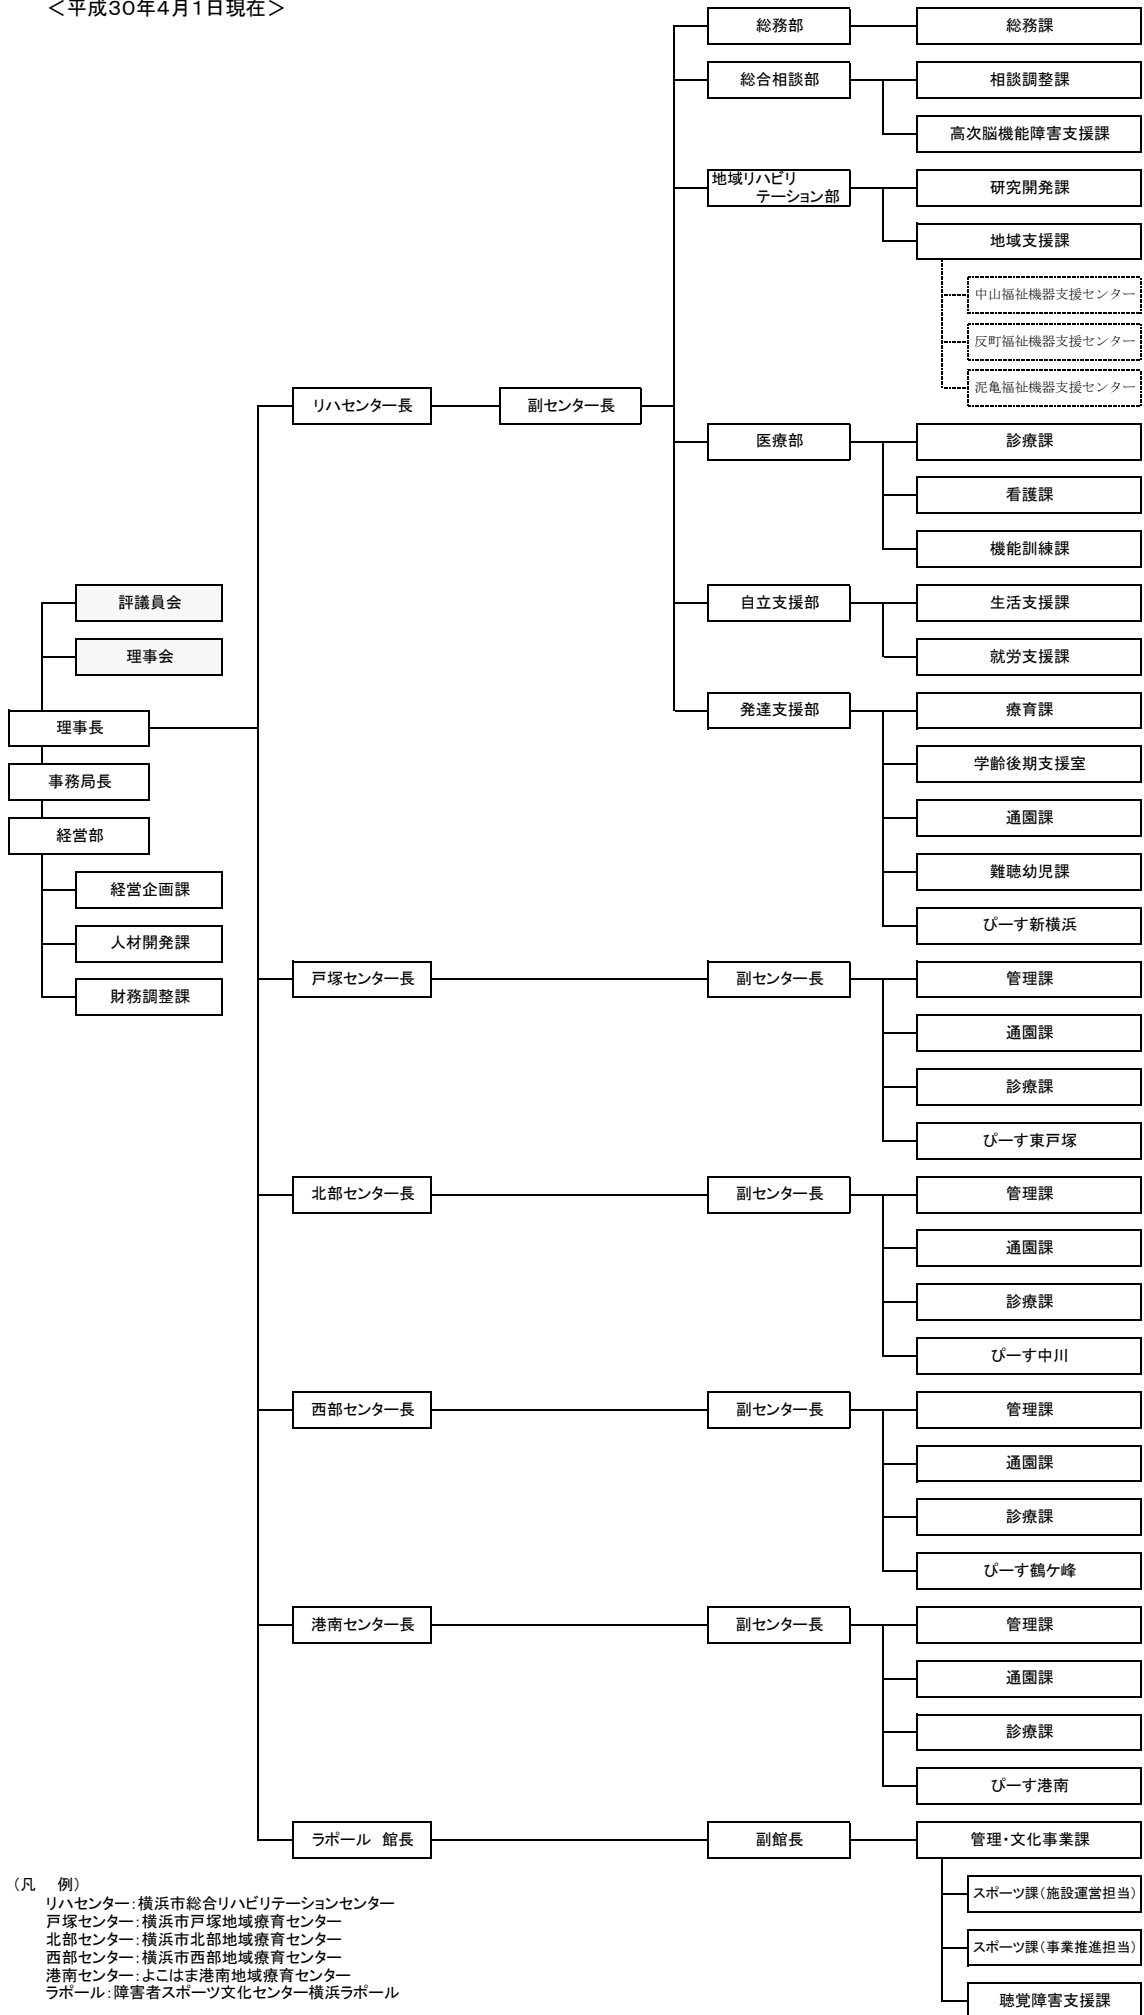 ＜平成30年4月1日現在＞
総務部
総務課
総合相談部
相談調整課
高次脳機能障害支援課
地域リハビリ
テーション部
研究開発課
地域支援課
中山福祉機器支援センター
反町福祉機器支援センター
泥亀福祉機器支援センター
リハセンター長
副センター長
医療部
診療課
看護課
機能訓練課
評議員会
自立支援部
生活支援課
理事会
就労支援課
理事長
発達支援部
療育課
事務局長
学齢後期支援室
経営部
通園課
経営企画課
難聴幼児課
人材開発課
ぴーす新横浜
財務調整課
戸塚センター長
副センター長
管理課
通園課
診療課
ぴーす東戸塚
北部センター長
副センター長
管理課
通園課
診療課
ぴーす中川
西部センター長
副センター長
管理課
通園課
診療課
ぴーす鶴ケ峰
港南センター長
副センター長
管理課
通園課
診療課
ぴーす港南
ラポール　館長
副館長
管理・文化事業課
スポーツ課（施設運営担当）
スポーツ課（事業推進担当）
聴覚障害支援課
（凡　例）
リハセンター：横浜市総合リハビリテーションセンター
戸塚センター：横浜市戸塚地域療育センター
北部センター：横浜市北部地域療育センター
西部センター：横浜市西部地域療育センター
港南センター：よこはま港南地域療育センター
ラポール：障害者スポーツ文化センター横浜ラポール